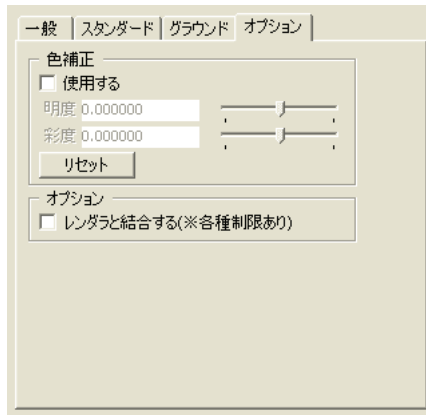 一般 スタンダード グラウンド オプション
色補正
使用する
明度 0.000000
彩度 0.000000
リセット
オプション
レンダラと結合する(※各種制限あり)